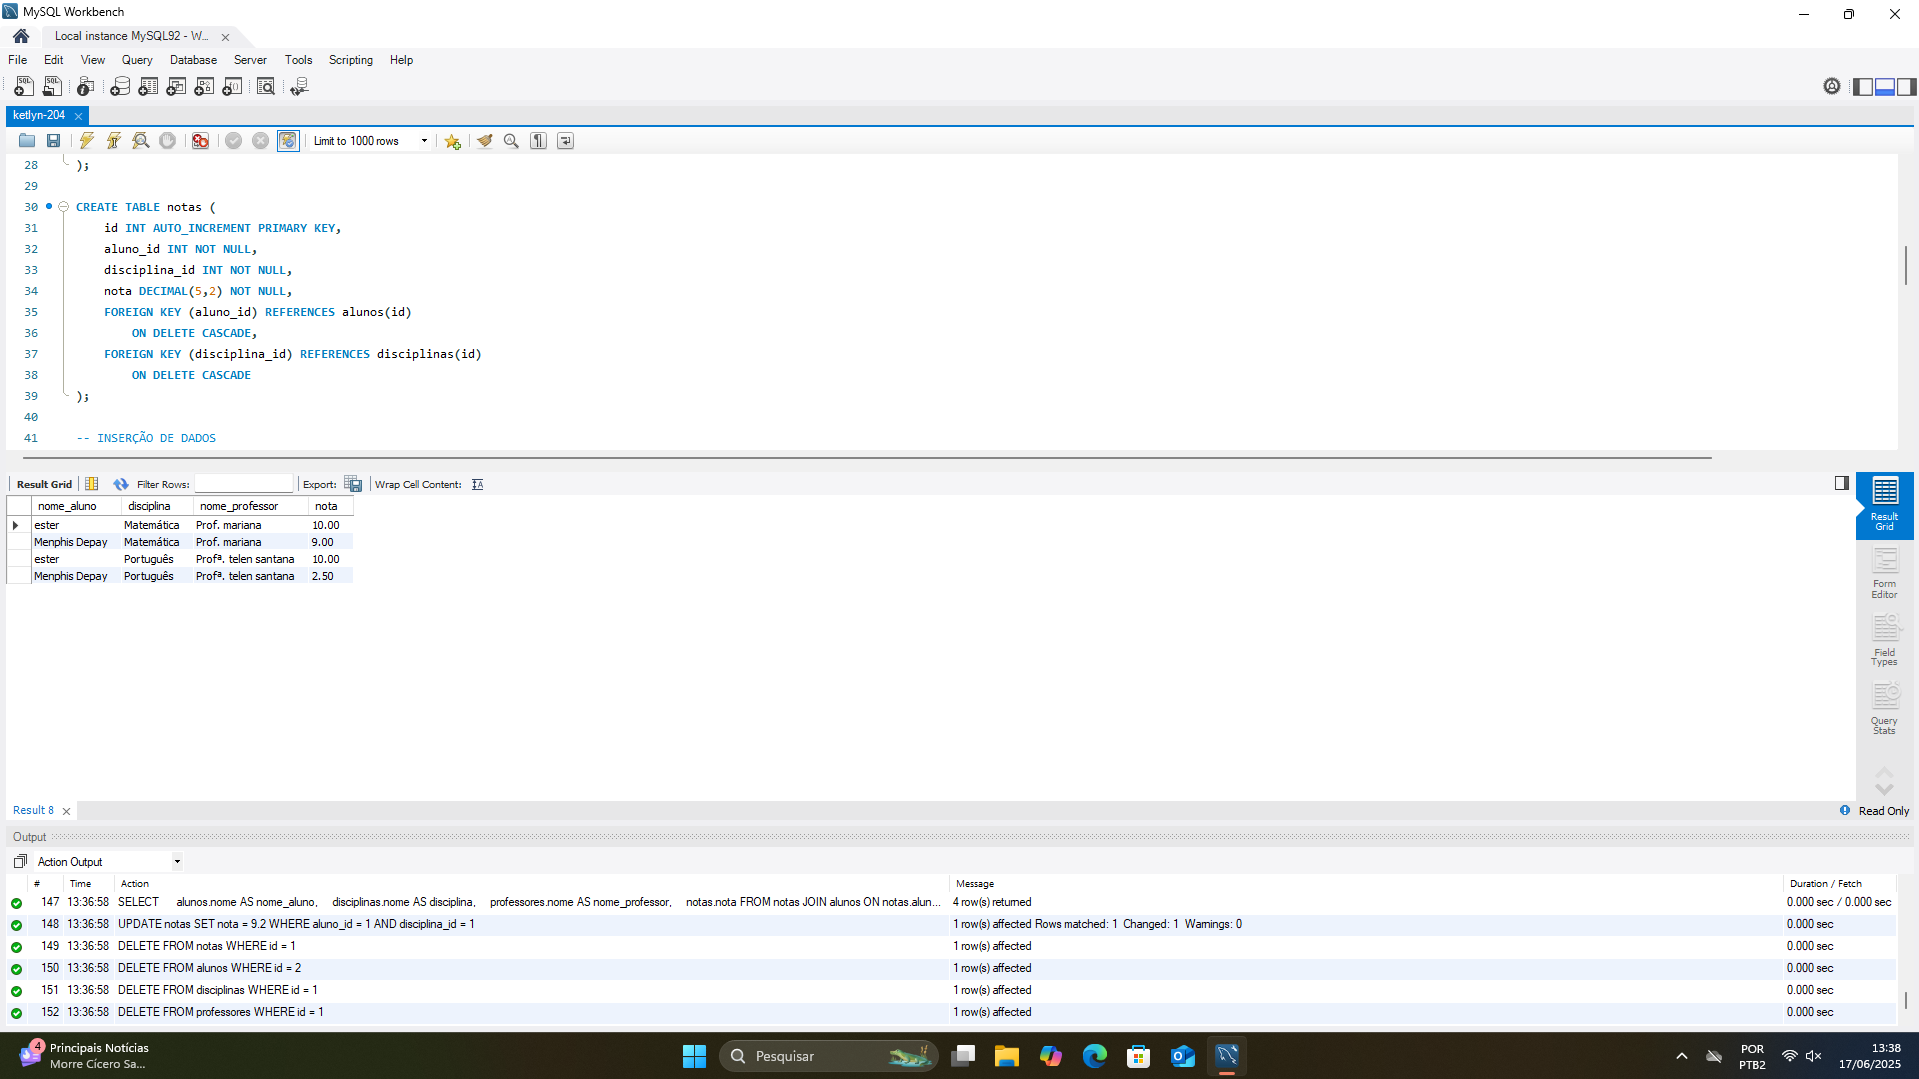 MySQL Workbench
Local instance MySQL92 - W...
File Edit View Query Database Server Tools Scripting Help
ketlyn-204
Limit to 1000 rows
28 );
29
30 CREATE TABLE notas (
31 id INT AUTO_INCREMENT PRIMARY KEY,
32 aluno_id INT NOT NULL,
33 disciplina_id INT NOT NULL,
34 nota DECIMAL(5,2) NOT NULL,
35 FOREIGN KEY (aluno_id) REFERENCES alunos(id)
36 ON DELETE CASCADE,
37 FOREIGN KEY (disciplina_id) REFERENCES disciplinas(id)
38 ON DELETE CASCADE
39 );
40
41 -- INSERÇÃO DE DADOS
Result Grid Filter Rows: Export: Wrap Cell Content:
nome_aluno disciplina nome_professor nota
ester Matemática Prof. mariana 10.00
Menphis Depay Matemática Prof. mariana 9.00
ester Português Profª. telen santana 10.00
Menphis Depay Português Profª. telen santana 2.50
Result Grid
Form Editor
Field Types
Query Stats
Result 8
Read Only
Output
Action Output
# Time Action Message Duration / Fetch
147 13:36:58 SELECT alunos.nome AS nome_aluno, disciplinas.nome AS disciplina, professores.nome AS nome_professor, notas.nota FROM notas JOIN alunos ON notas.alun... 4 row(s) returned 0.000 sec / 0.000 sec
148 13:36:58 UPDATE notas SET nota = 9.2 WHERE aluno_id = 1 AND disciplina_id = 1 1 row(s) affected Rows matched: 1 Changed: 1 Warnings: 0 0.000 sec
149 13:36:58 DELETE FROM notas WHERE id = 1 1 row(s) affected 0.000 sec
150 13:36:58 DELETE FROM alunos WHERE id = 2 1 row(s) affected 0.000 sec
151 13:36:58 DELETE FROM disciplinas WHERE id = 1 1 row(s) affected 0.000 sec
152 13:36:58 DELETE FROM professores WHERE id = 1 1 row(s) affected 0.000 sec
4
Principais Notícias
Morre Cícero Sa...
Pesquisar
POR
PTB2
13:38
17/06/2025